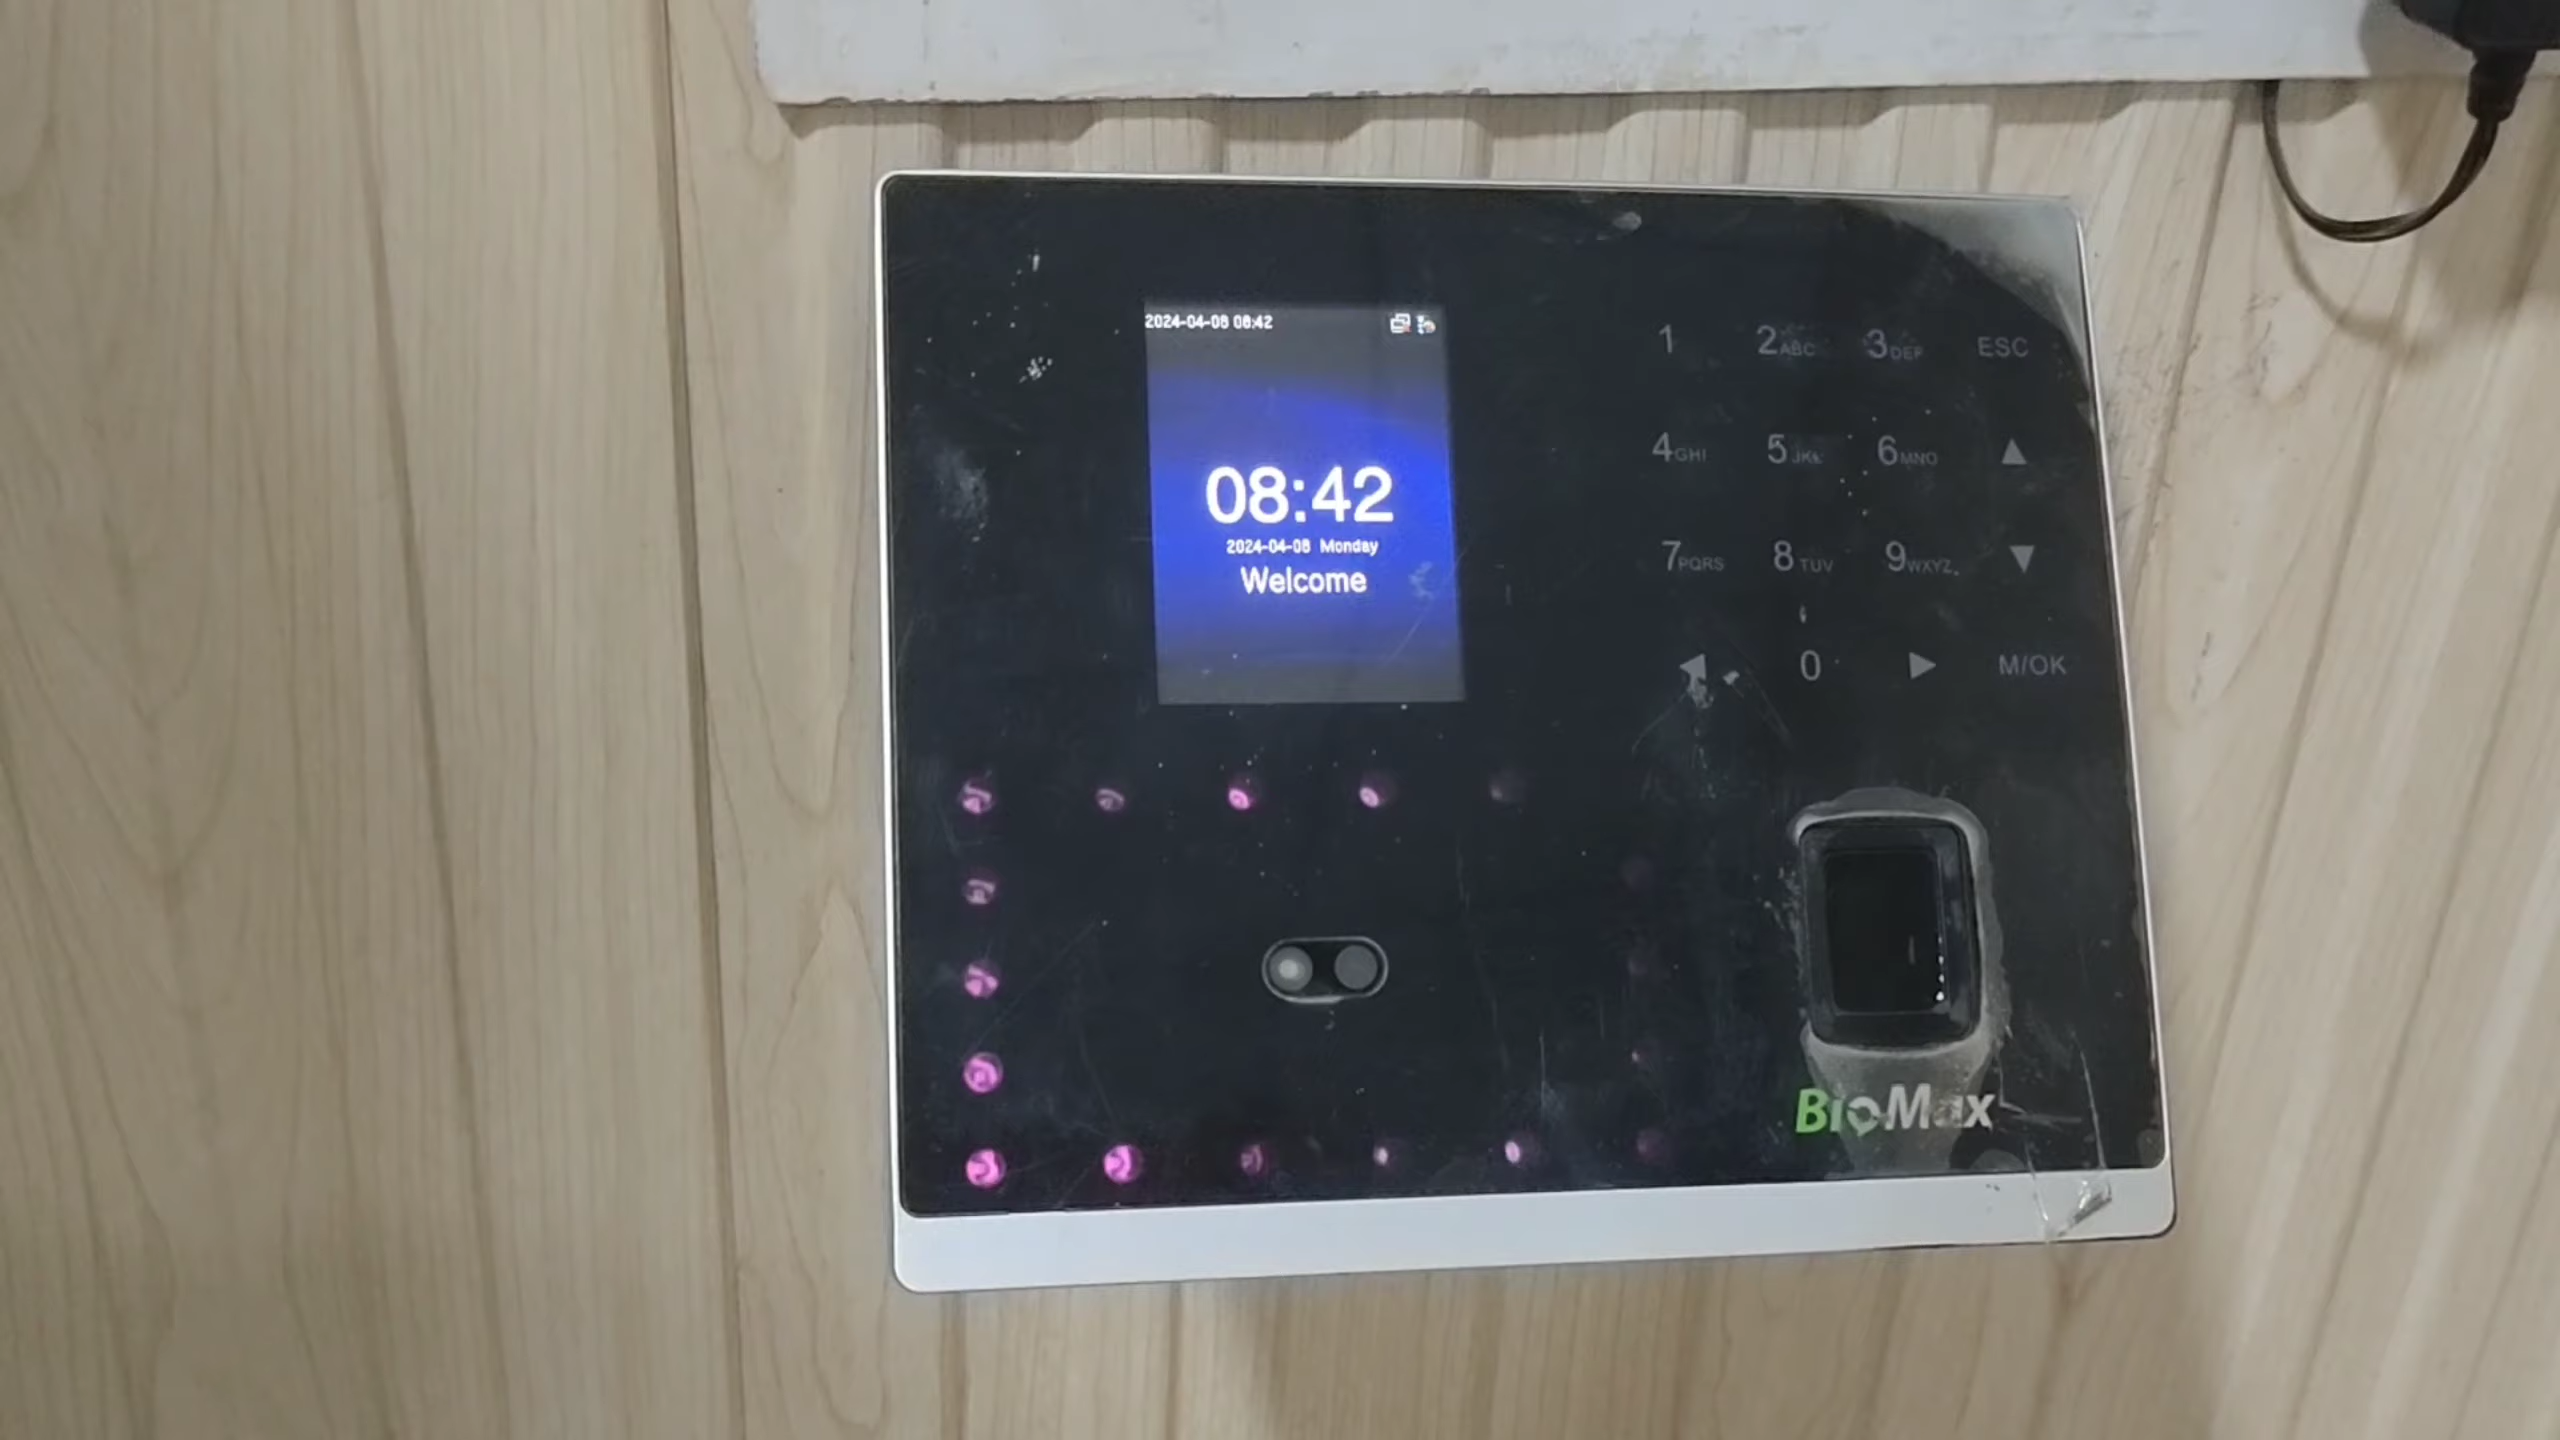 2024-04-08 08:42
08:42
2024-04-08 Monday
Welcome
1 2ABC 3DEF ESC
4GHI 5JKL 6MNO ▲
7PQRS 8TUV 9WXYZ ▼
◀ 0 ▶ M/OK
BioMax